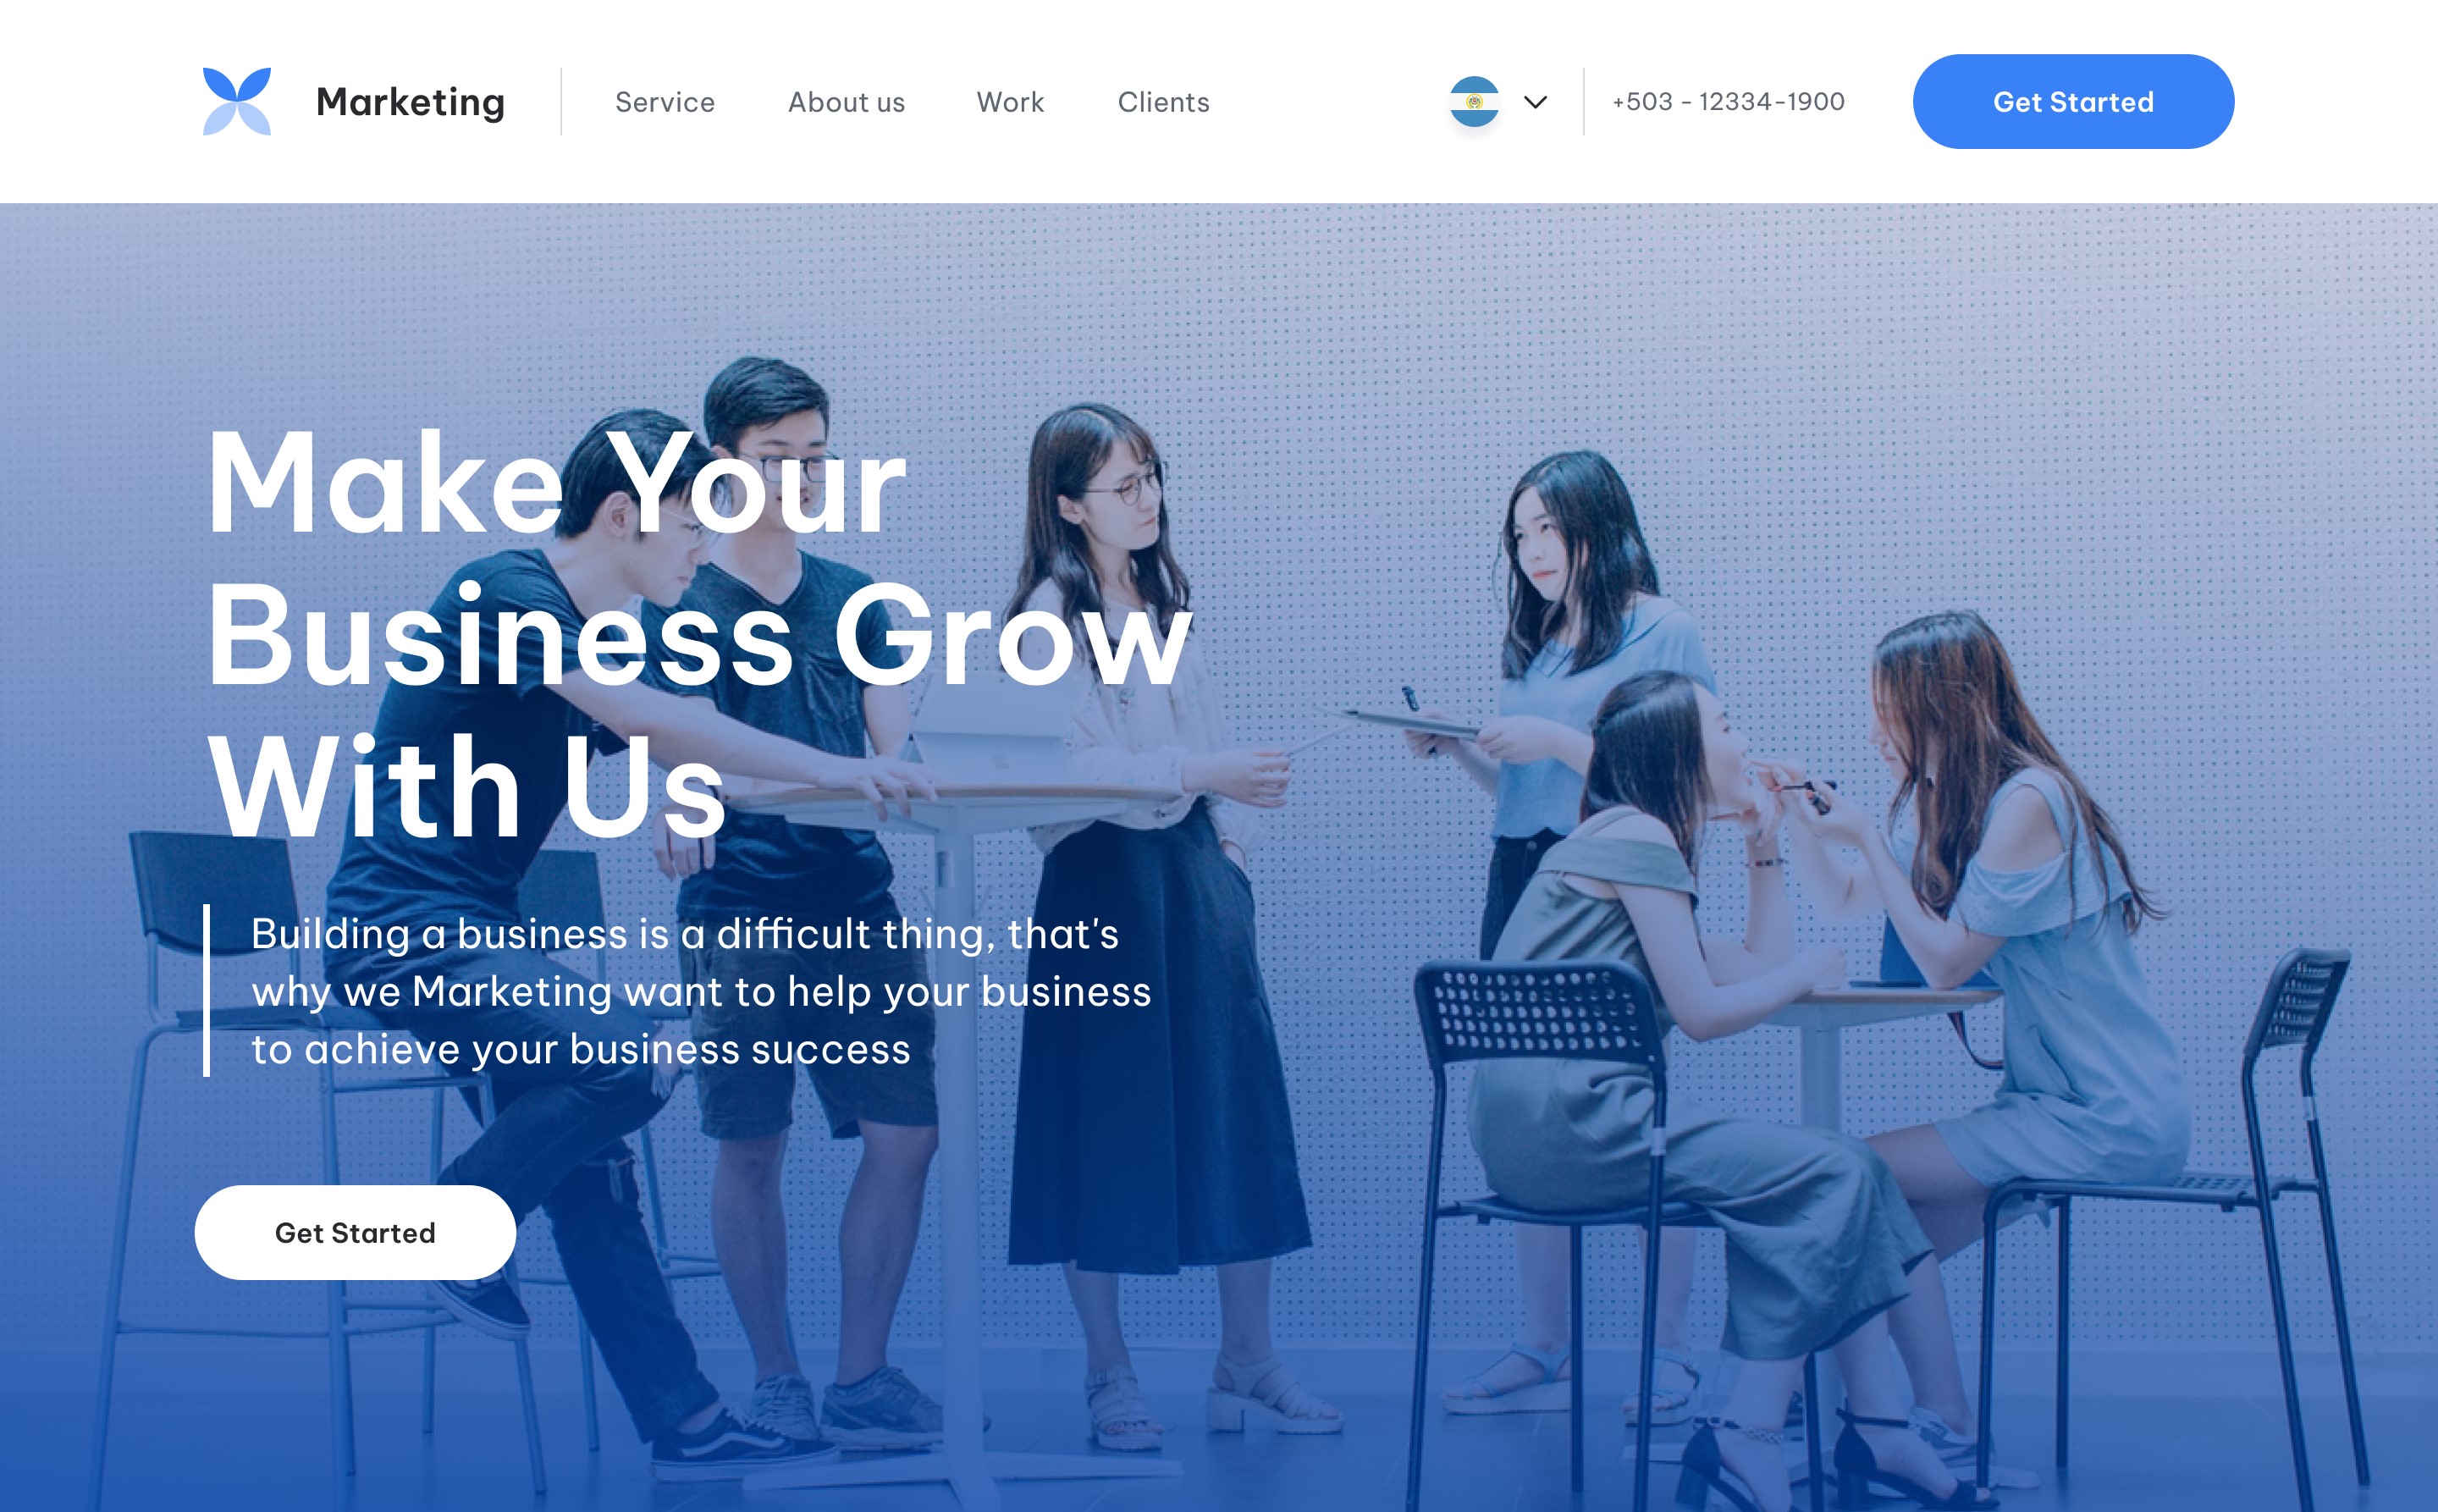 Marketing
Service
About us
Work
Clients
+503 - 12334-1900
Get Started
Make Your
Business Grow
With Us
Building a business is a difficult thing, that's
why we Marketing want to help your business
to achieve your business success
Get Started